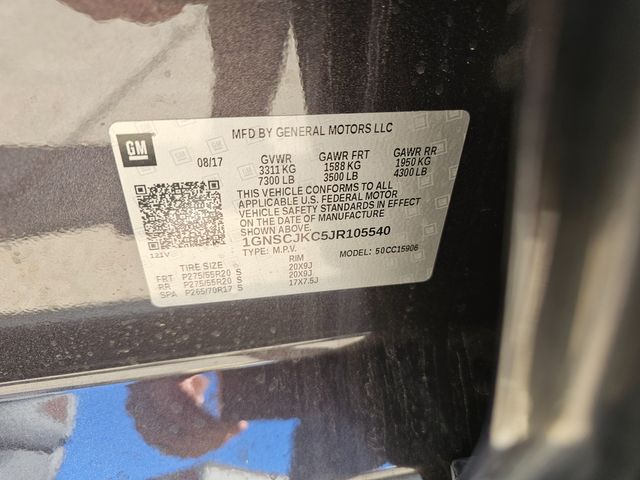 MFD BY GENERAL MOTORS LLC
GM
08/17 GVWR GAWR FRT GAWR RR
3311 KG 1588 KG 1950 KG
7300 LB 3500 LB 4300 LB
THIS VEHICLE CONFORMS TO ALL
APPLICABLE U.S. FEDERAL MOTOR
VEHICLE SAFETY STANDARDS IN EFFECT
ON THE DATE OF MANUFACTURE
SHOWN ABOVE.
1GNSCJKC5JR105540
121V TYPE: M.P.V. MODEL: 50CC15906
TIRE SIZE RIM
FRT P275/55R20 S 20X9J
RR P275/55R20 S 20X9J
SPA P265/70R17 S 17X7.5J